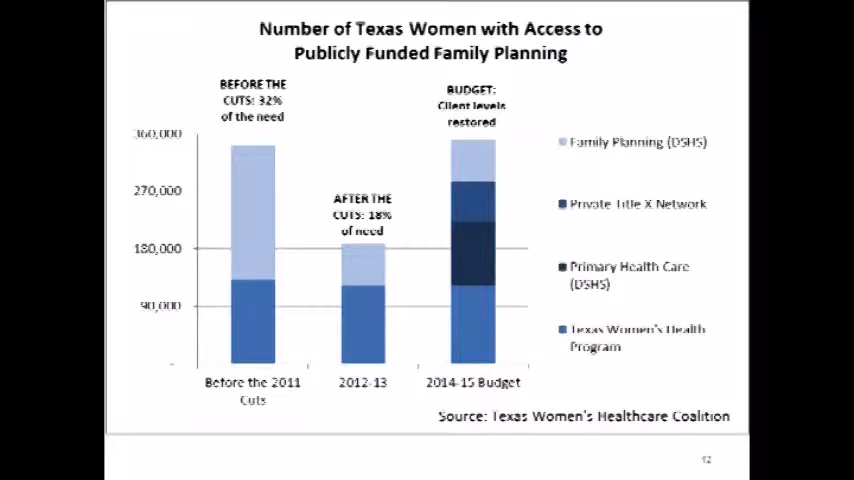 Number of Texas Women with Access to
Publicly Funded Family Planning
BEFORE THE
CUTS: 32%
of the need
AFTER THE
CUTS: 18%
of need
BUDGET:
Client levels
restored
360,000
270,000
180,000
90,000
-
Before the 2011
Cuts
2012-13
2014-15 Budget
Family Planning (DSHS)
Private Title X Network
Primary Health Care
(DSHS)
Texas Women's Health
Program
Source: Texas Women's Healthcare Coalition